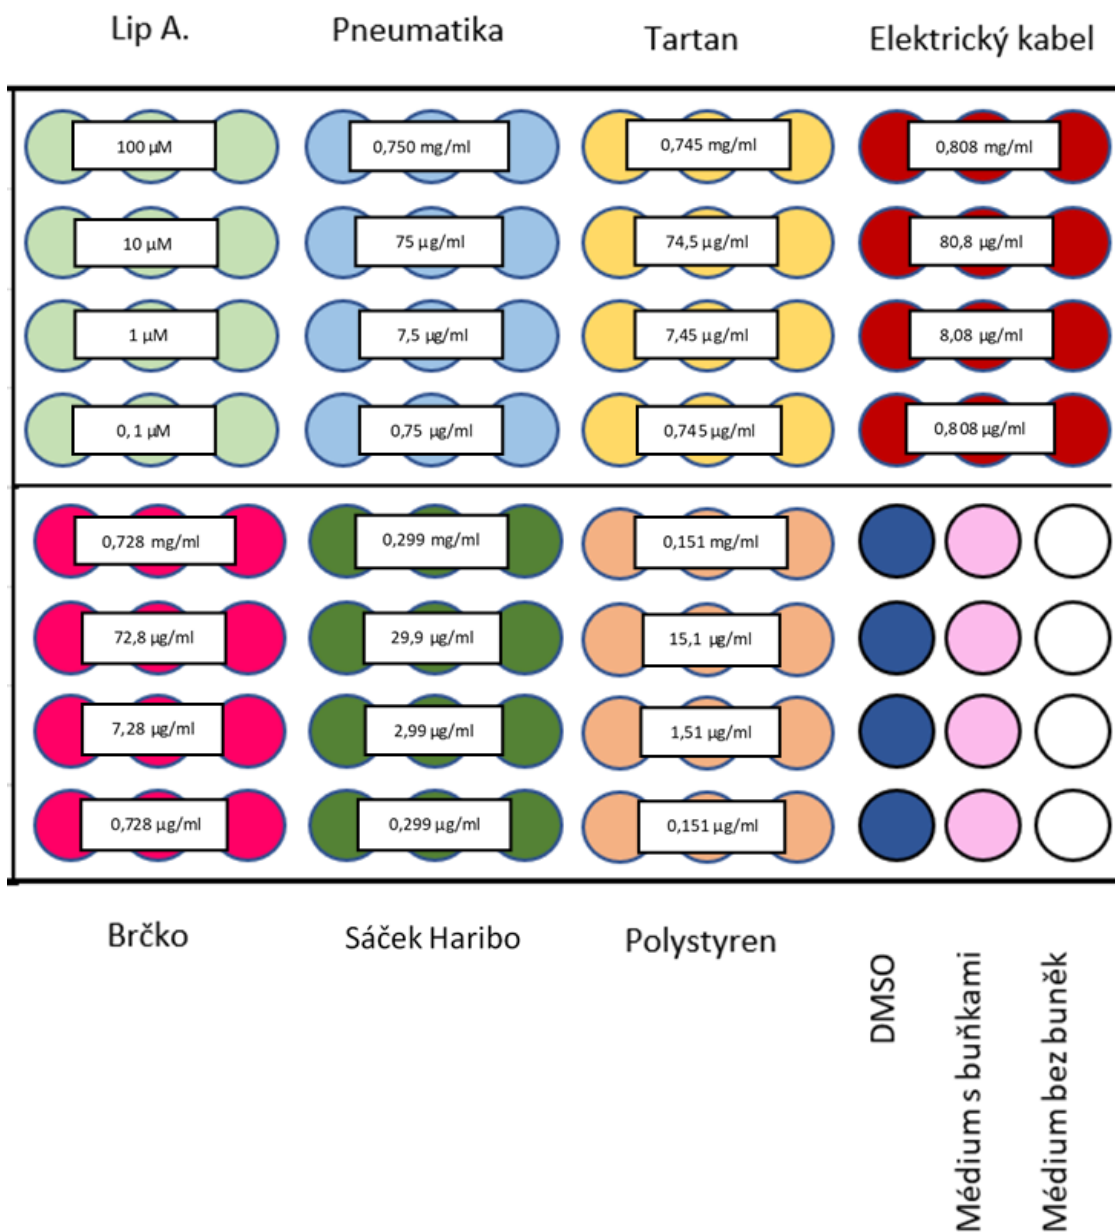 Lip A.
Pneumatika
Tartan
Elektrický kabel
100 µM
0,750 mg/ml
0,745 mg/ml
0,808 mg/ml
10 µM
75 µg/ml
74,5 µg/ml
80,8 µg/ml
1 µM
7,5 µg/ml
7,45 µg/ml
8,08 µg/ml
0, 1 µM
0,75 µg/ml
0,745 µg/ml
0,808 µg/ml
0,728 mg/ml
0,299 mg/ml
0,151 mg/ml
72,8 µg/ml
29,9 µg/ml
15,1 µg/ml
7,28 µg/ml
2,99 µg/ml
1,51 µg/ml
0,728 µg/ml
0,299 µg/ml
0,151 µg/ml
Brčko
Sáček Haribo
Polystyren
DMSO
Médium s buňkami
Médium bez buněk